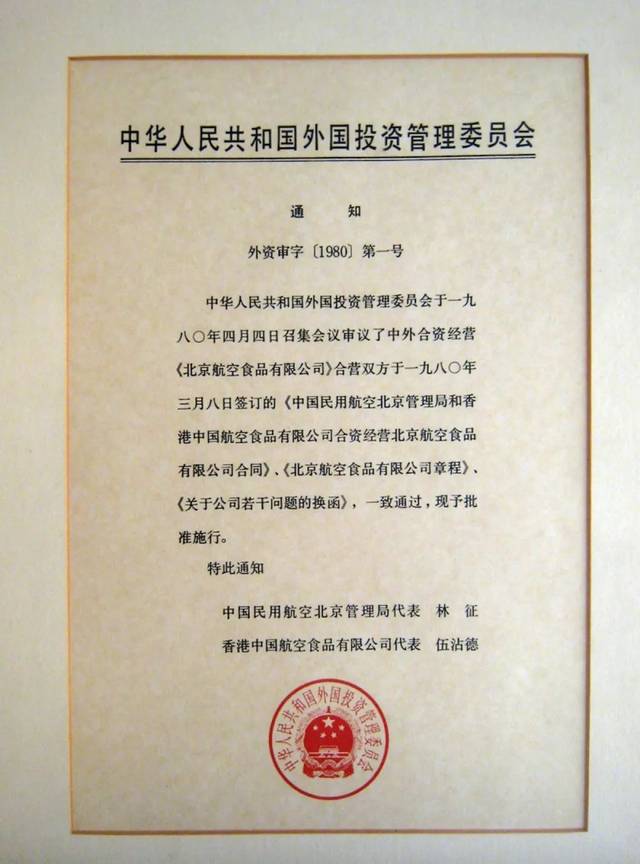 中华人民共和国外国投资管理委员会
通 知
外资审字〔1980〕第一号
中华人民共和国外国投资管理委员会于一九
八〇年四月四日召集会议审议了中外合资经营
《北京航空食品有限公司》合营双方于一九八〇年
三月八日签订的《中国民用航空北京管理局和香
港中国航空食品有限公司合资经营北京航空食品
有限公司合同》、《北京航空食品有限公司章程》、
《关于公司若干问题的换函》，一致通过，现予批
准施行。
特此通知
中国民用航空北京管理局代表 林 征
香港中国航空食品有限公司代表 伍沾德
中华人民共和国外国投资管理委员会